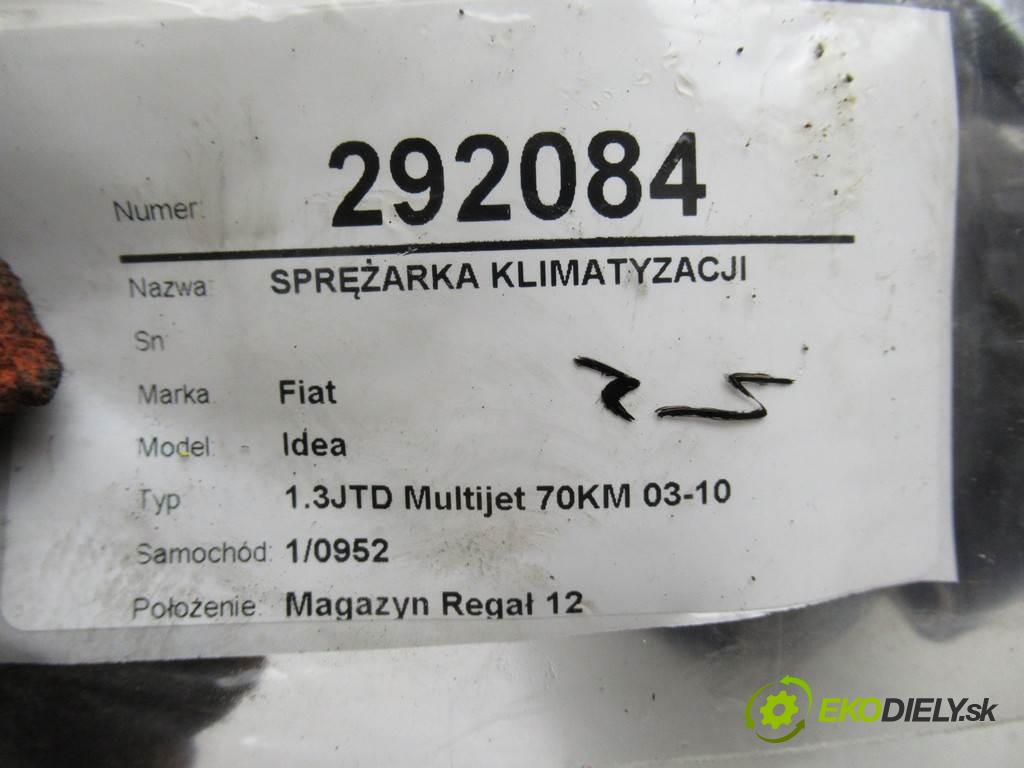 Numer: 292084
Nazwa: SPRĘŻARKA KLIMATYZACJI
Sn
Marka Fiat
Model: Idea
Typ 1.3JTD Multijet 70KM 03-10
Samochód: 1/0952
Położenie: Magazyn Regał 12
EKODIELY.sk